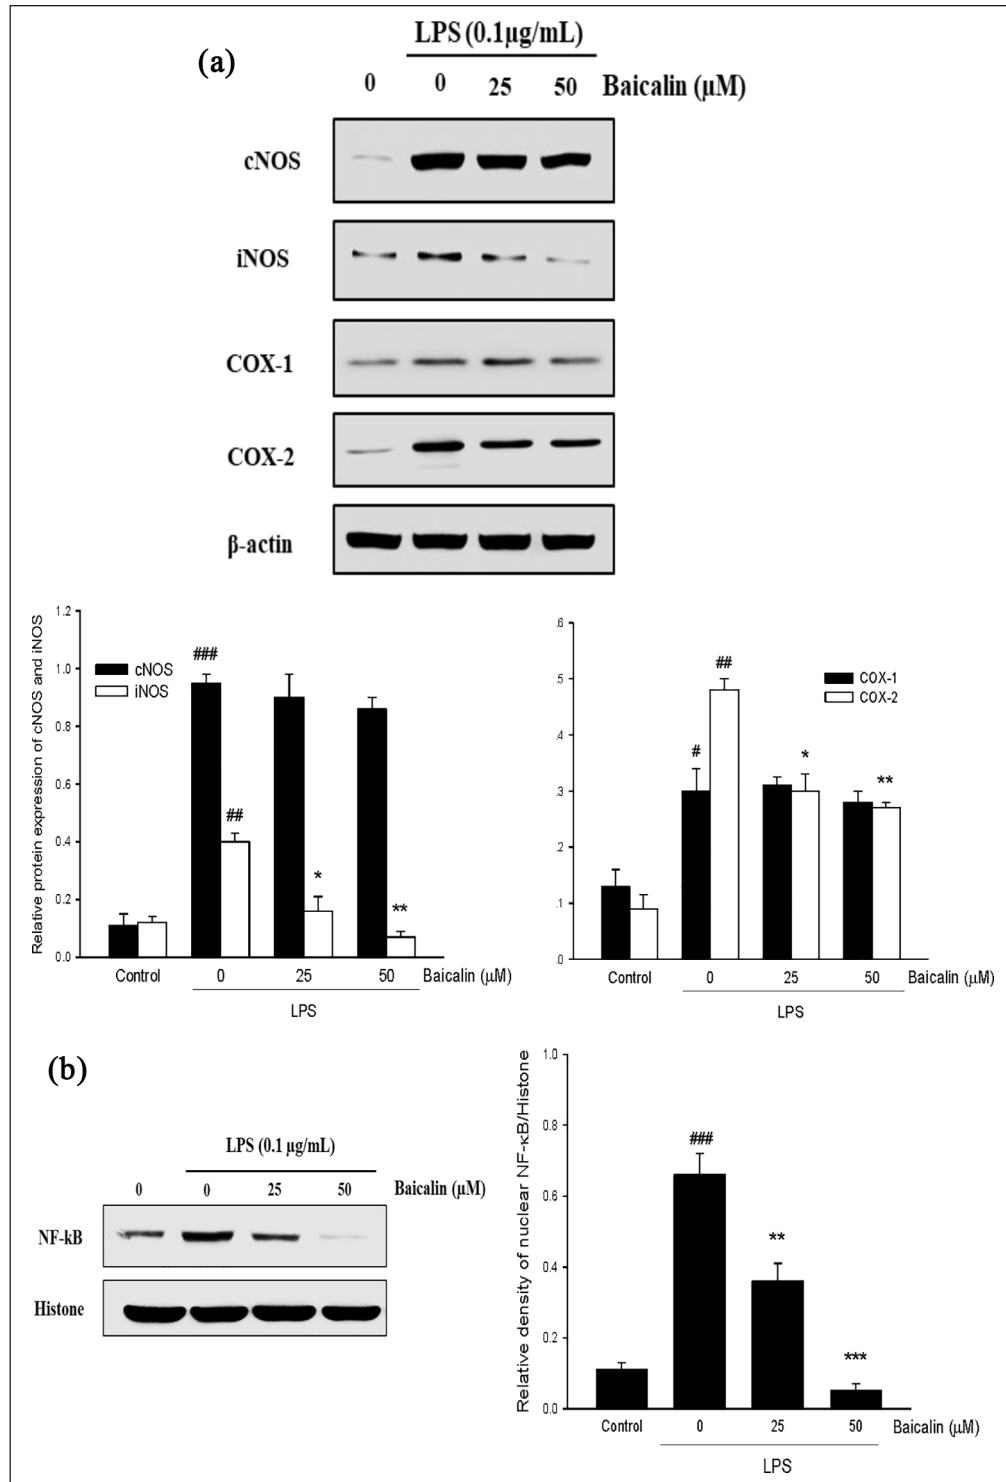 (a)
LPS (0.1μg/mL)
0 0 25 50 Baicalin (μM)
cNOS
iNOS
COX-1
COX-2
β-actin
Relative protein expression of cNOS and iNOS
1.2
1.0
0.8
0.6
0.4
0.2
0.0
cNOS
iNOS
###
##
*
**
Control 0 25 50 Baicalin (μM)
LPS
.6
.5
.4
.3
.2
.1
.0
COX-1
COX-2
#
##
*
**
Control 0 25 50 Baicalin (μM)
LPS
(b)
LPS (0.1 μg/mL)
0 0 25 50 Baicalin (μM)
NF-kB
Histone
Relative density of nuclear NF-κB/Histone
1.0
0.8
0.6
0.4
0.2
0.0
###
**
***
Control 0 25 50 Baicalin (μM)
LPS